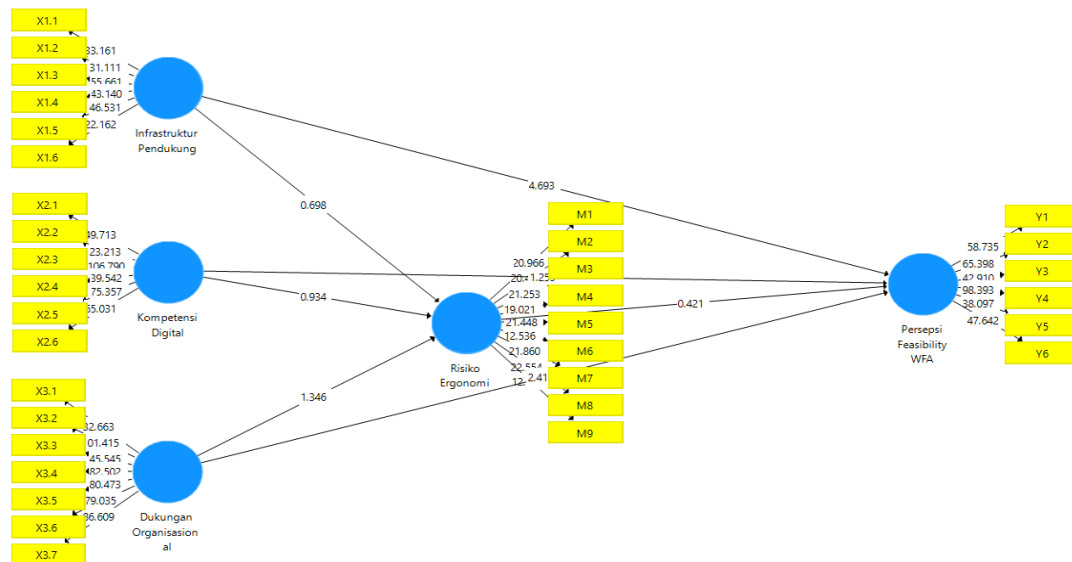 X1.1
X1.2
X1.3
X1.4
X1.5
X1.6
31.111
55.661
43.140
46.531
22.162
Infrastruktur
Pendukung
4.693
0.698
X2.1
X2.2
X2.3
X2.4
X2.5
X2.6
49.713
23.213
106.790
39.542
75.357
Kompetensi
Digital
0.934
X3.1
X3.2
X3.3
X3.4
X3.5
X3.6
X3.7
45.545
82.502
80.473
79.035
Dukungan
Organisasion
al
1.346
Risiko
Ergonomi
M1
M2
M3
M4
M5
M6
M7
M8
M9
20.966
21.253
19.021
21.448
12.536
21.860
22.554
0.421
Persepsi
Feasibility
WFA
Y1
Y2
Y3
Y4
Y5
Y6
58.735
65.398
42.910
98.393
38.097
47.642